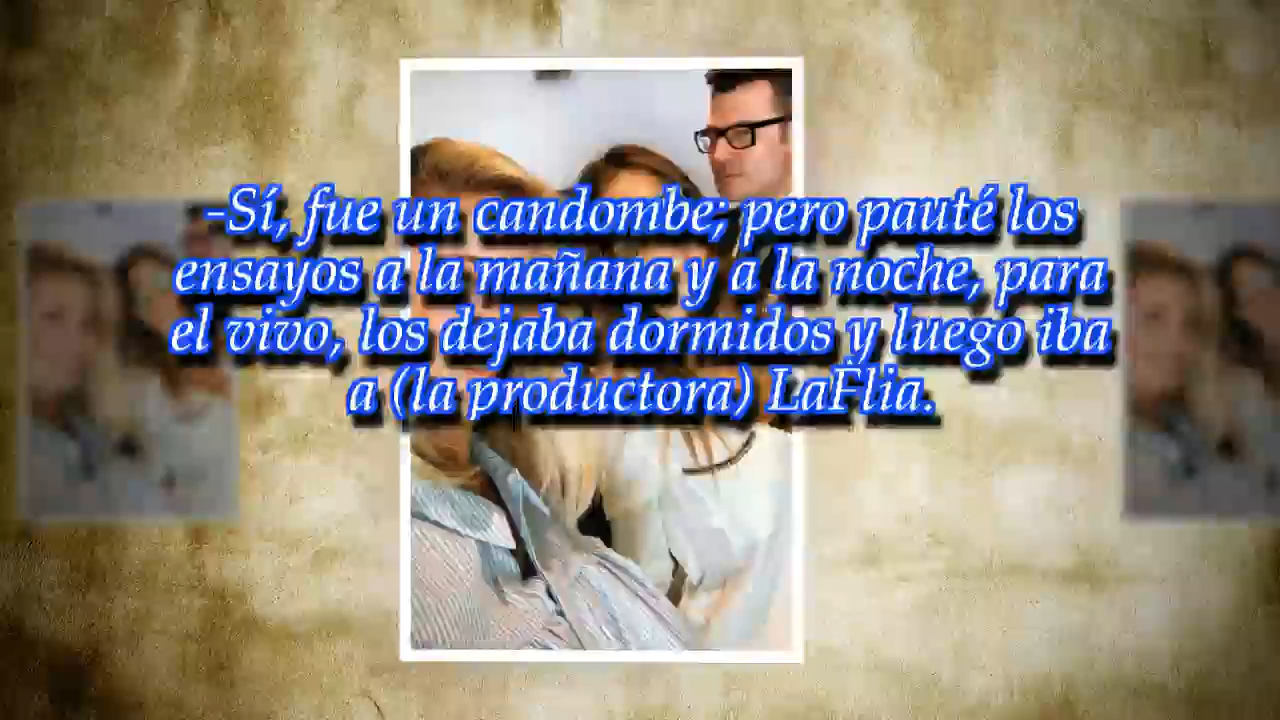 -Sí, fue un candombe; pero pauté los
ensayos a la mañana y a la noche, para
el vivo, los dejaba dormidos y luego iba
a (la productora) LaFlia.